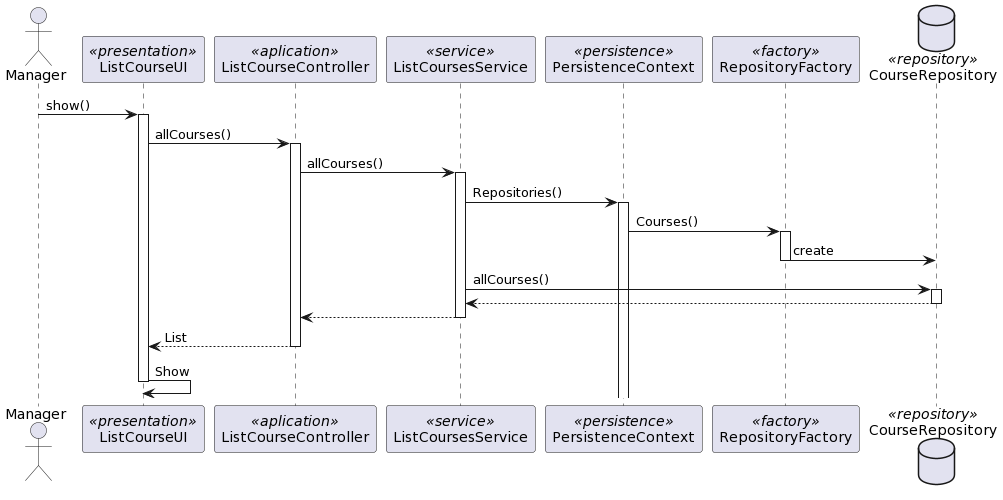 Manager
«presentation»
ListCourseUI
«aplication»
ListCourseController
«service»
ListCoursesService
«persistence»
PersistenceContext
«factory»
RepositoryFactory
«repository»
CourseRepository
show()
allCourses()
allCourses()
Repositories()
Courses()
create
allCourses()
List
Show
Manager
«presentation»
ListCourseUI
«aplication»
ListCourseController
«service»
ListCoursesService
«persistence»
PersistenceContext
«factory»
RepositoryFactory
«repository»
CourseRepository